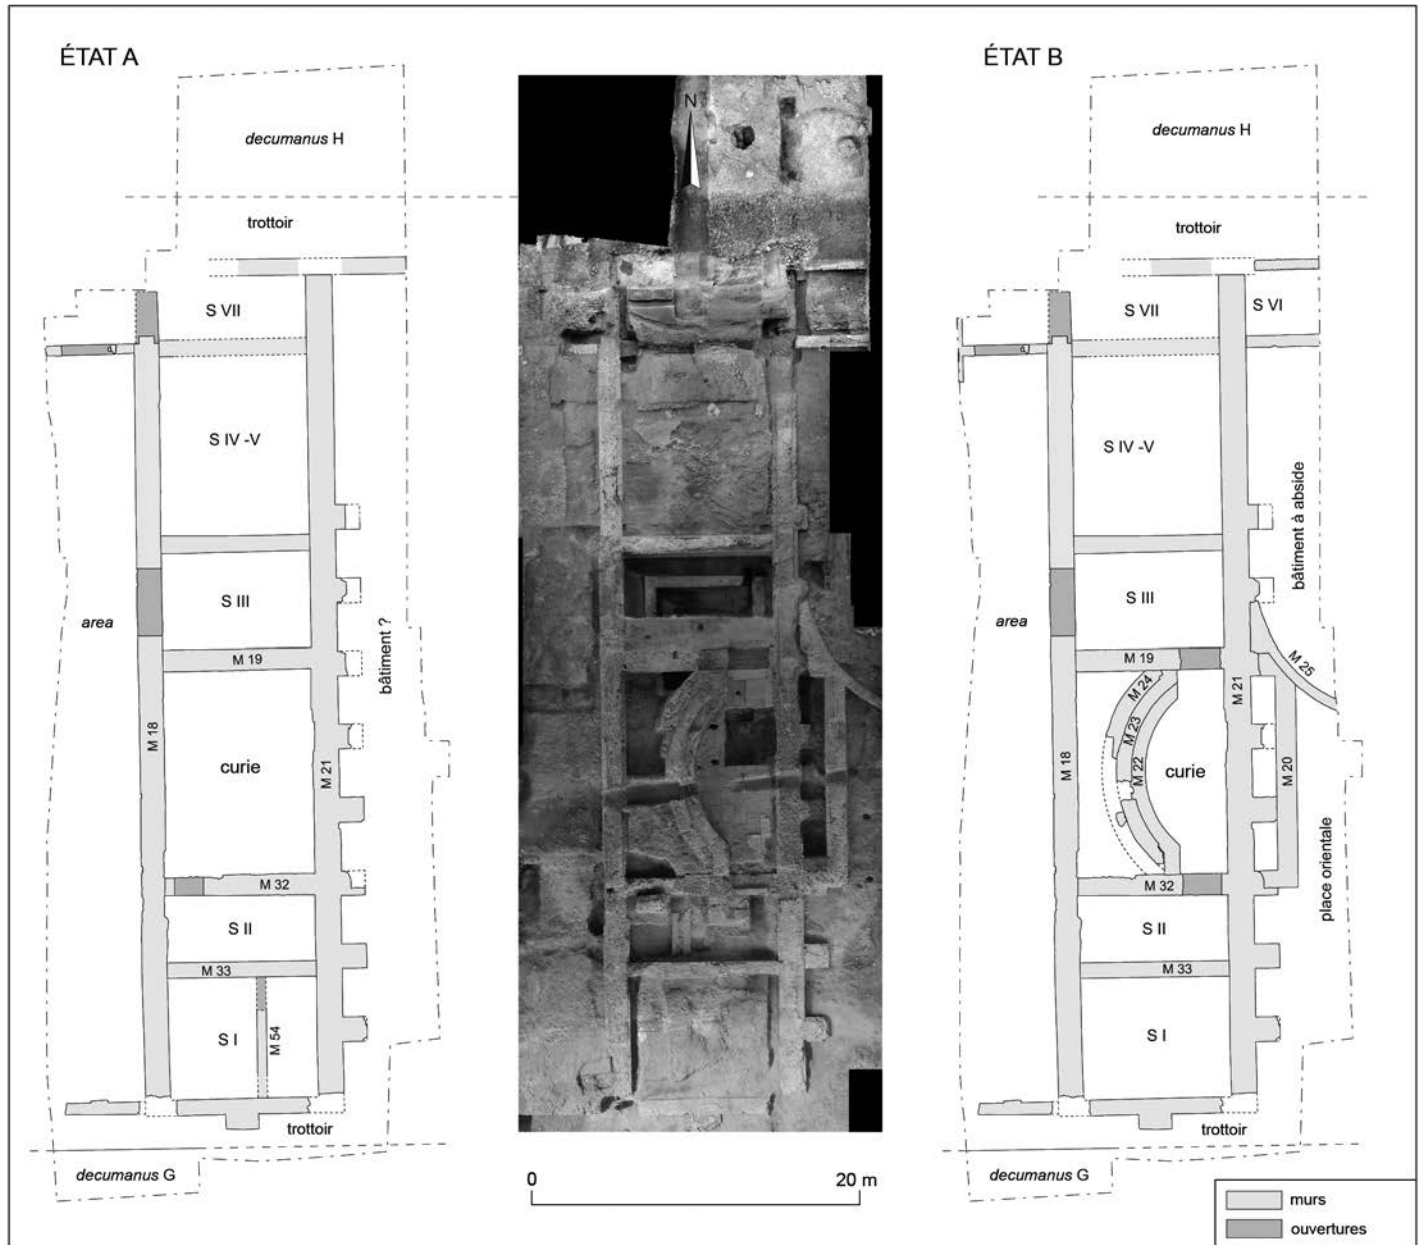 ÉTAT A
decumanus H
trottoir
S VII
S IV -V
S III
area
M 19
bâtiment ?
M 18
curie
M 21
M 32
S II
M 33
S I
M 54
trottoir
decumanus G
N
0 20 m
ÉTAT B
decumanus H
trottoir
S VII
S VI
S IV -V
bâtiment à abside
S III
area
M 19
M 25
M 24
M 21
M 23
M 18
M 22
curie
M 20
M 32
place orientale
S II
M 33
S I
trottoir
decumanus G
murs
ouvertures